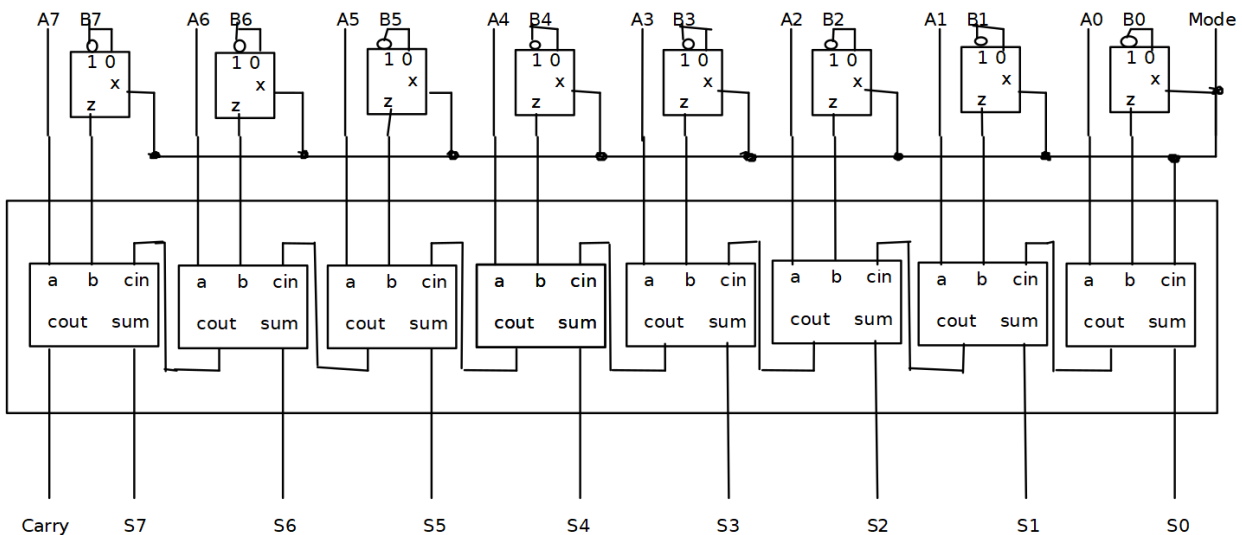 A7 B7 A6 B6 A5 B5 A4 B4 A3 B3 A2 B2 A1 B1 A0 B0 Mode
1 0 1 0 1 0 1 0 1 0 1 0 1 0 1 0
x x x x x x x x
z z z z z z z z
a b cin a b cin a b cin a b cin a b cin a b cin a b cin a b cin
cout sum cout sum cout sum cout sum cout sum cout sum cout sum cout sum
Carry S7 S6 S5 S4 S3 S2 S1 S0